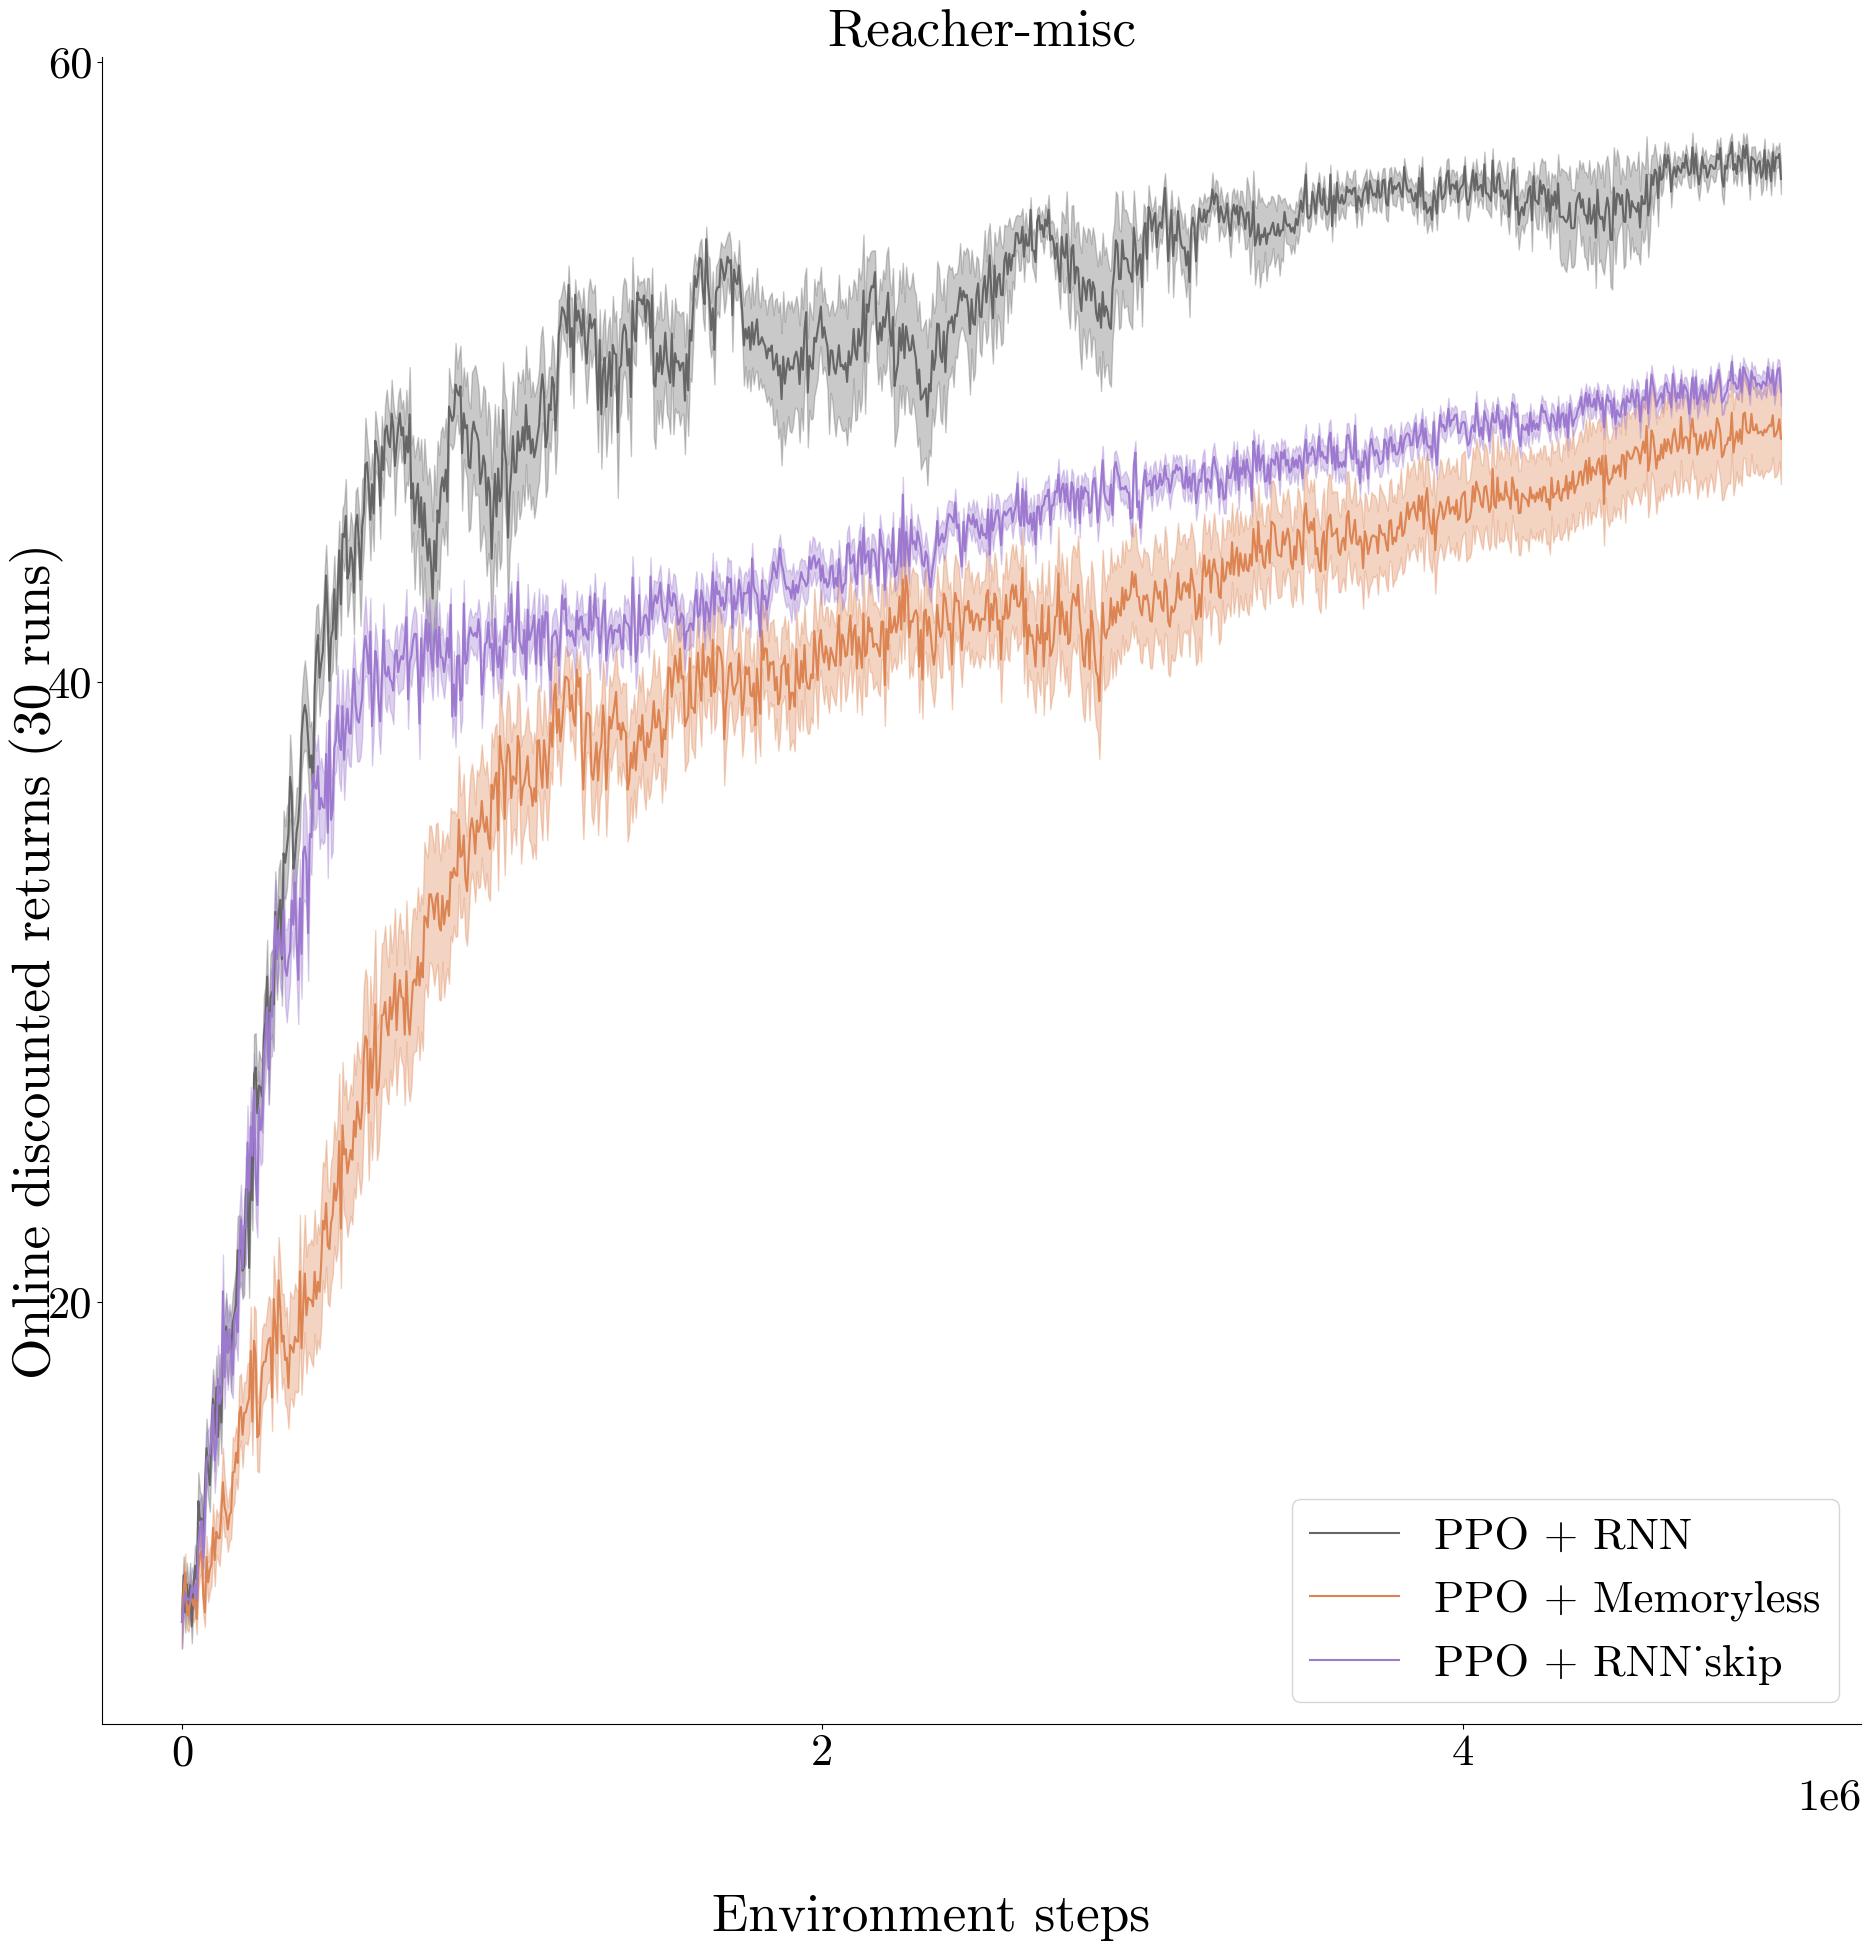 Reacher-misc
Online discounted returns (30 runs)
60
40
20
PPO + RNN
PPO + Memoryless
PPO + RNN˙skip
0
2
4
1e6
Environment steps